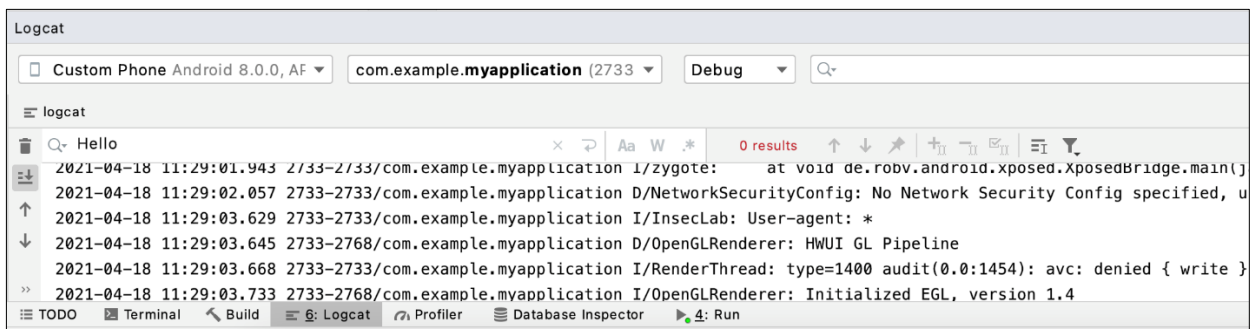 Logcat
Custom Phone Android 8.0.0, AF com.example.myapplication (2733 Debug
logcat
Hello Aa W .* 0 results
2021-04-18 11:29:01.943 2733-2733/com.example.myapplication I/zygote: at void de.robv.android.xposed.XposedBridge.main(j
2021-04-18 11:29:02.057 2733-2733/com.example.myapplication D/NetworkSecurityConfig: No Network Security Config specified, u
2021-04-18 11:29:03.629 2733-2733/com.example.myapplication I/InsecLab: User-agent: *
2021-04-18 11:29:03.645 2733-2768/com.example.myapplication D/OpenGLRenderer: HWUI GL Pipeline
2021-04-18 11:29:03.668 2733-2733/com.example.myapplication I/RenderThread: type=1400 audit(0.0:1454): avc: denied { write }
2021-04-18 11:29:03.733 2733-2768/com.example.myapplication I/OpenGLRenderer: Initialized EGL, version 1.4
TODO Terminal Build 6: Logcat Profiler Database Inspector 4: Run